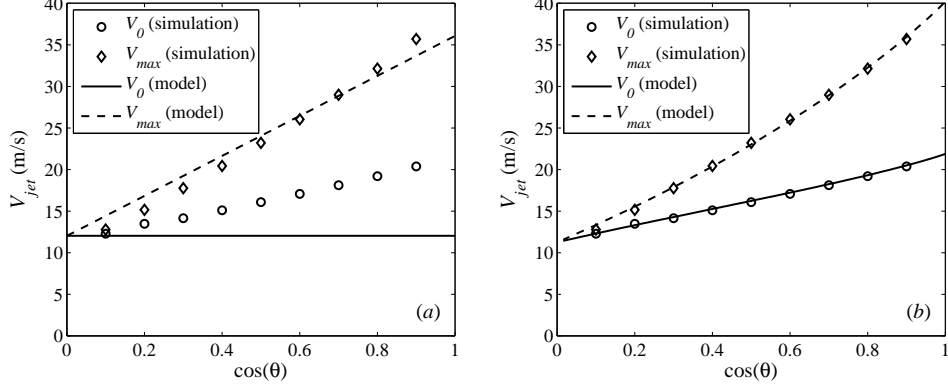 40
35
30
25
20
15
10
5
0
V_jet (m/s)
V_0 (simulation)
V_max (simulation)
V_0 (model)
V_max (model)
(a)
0 0.2 0.4 0.6 0.8 1
cos(θ)
40
35
30
25
20
15
10
5
0
V_jet (m/s)
V_0 (simulation)
V_max (simulation)
V_0 (model)
V_max (model)
(b)
0 0.2 0.4 0.6 0.8 1
cos(θ)